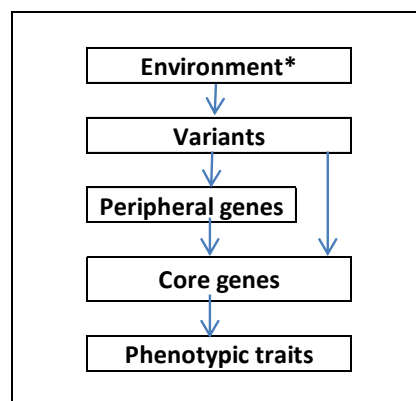 Environment*
Variants
Peripheral genes
Core genes
Phenotypic traits